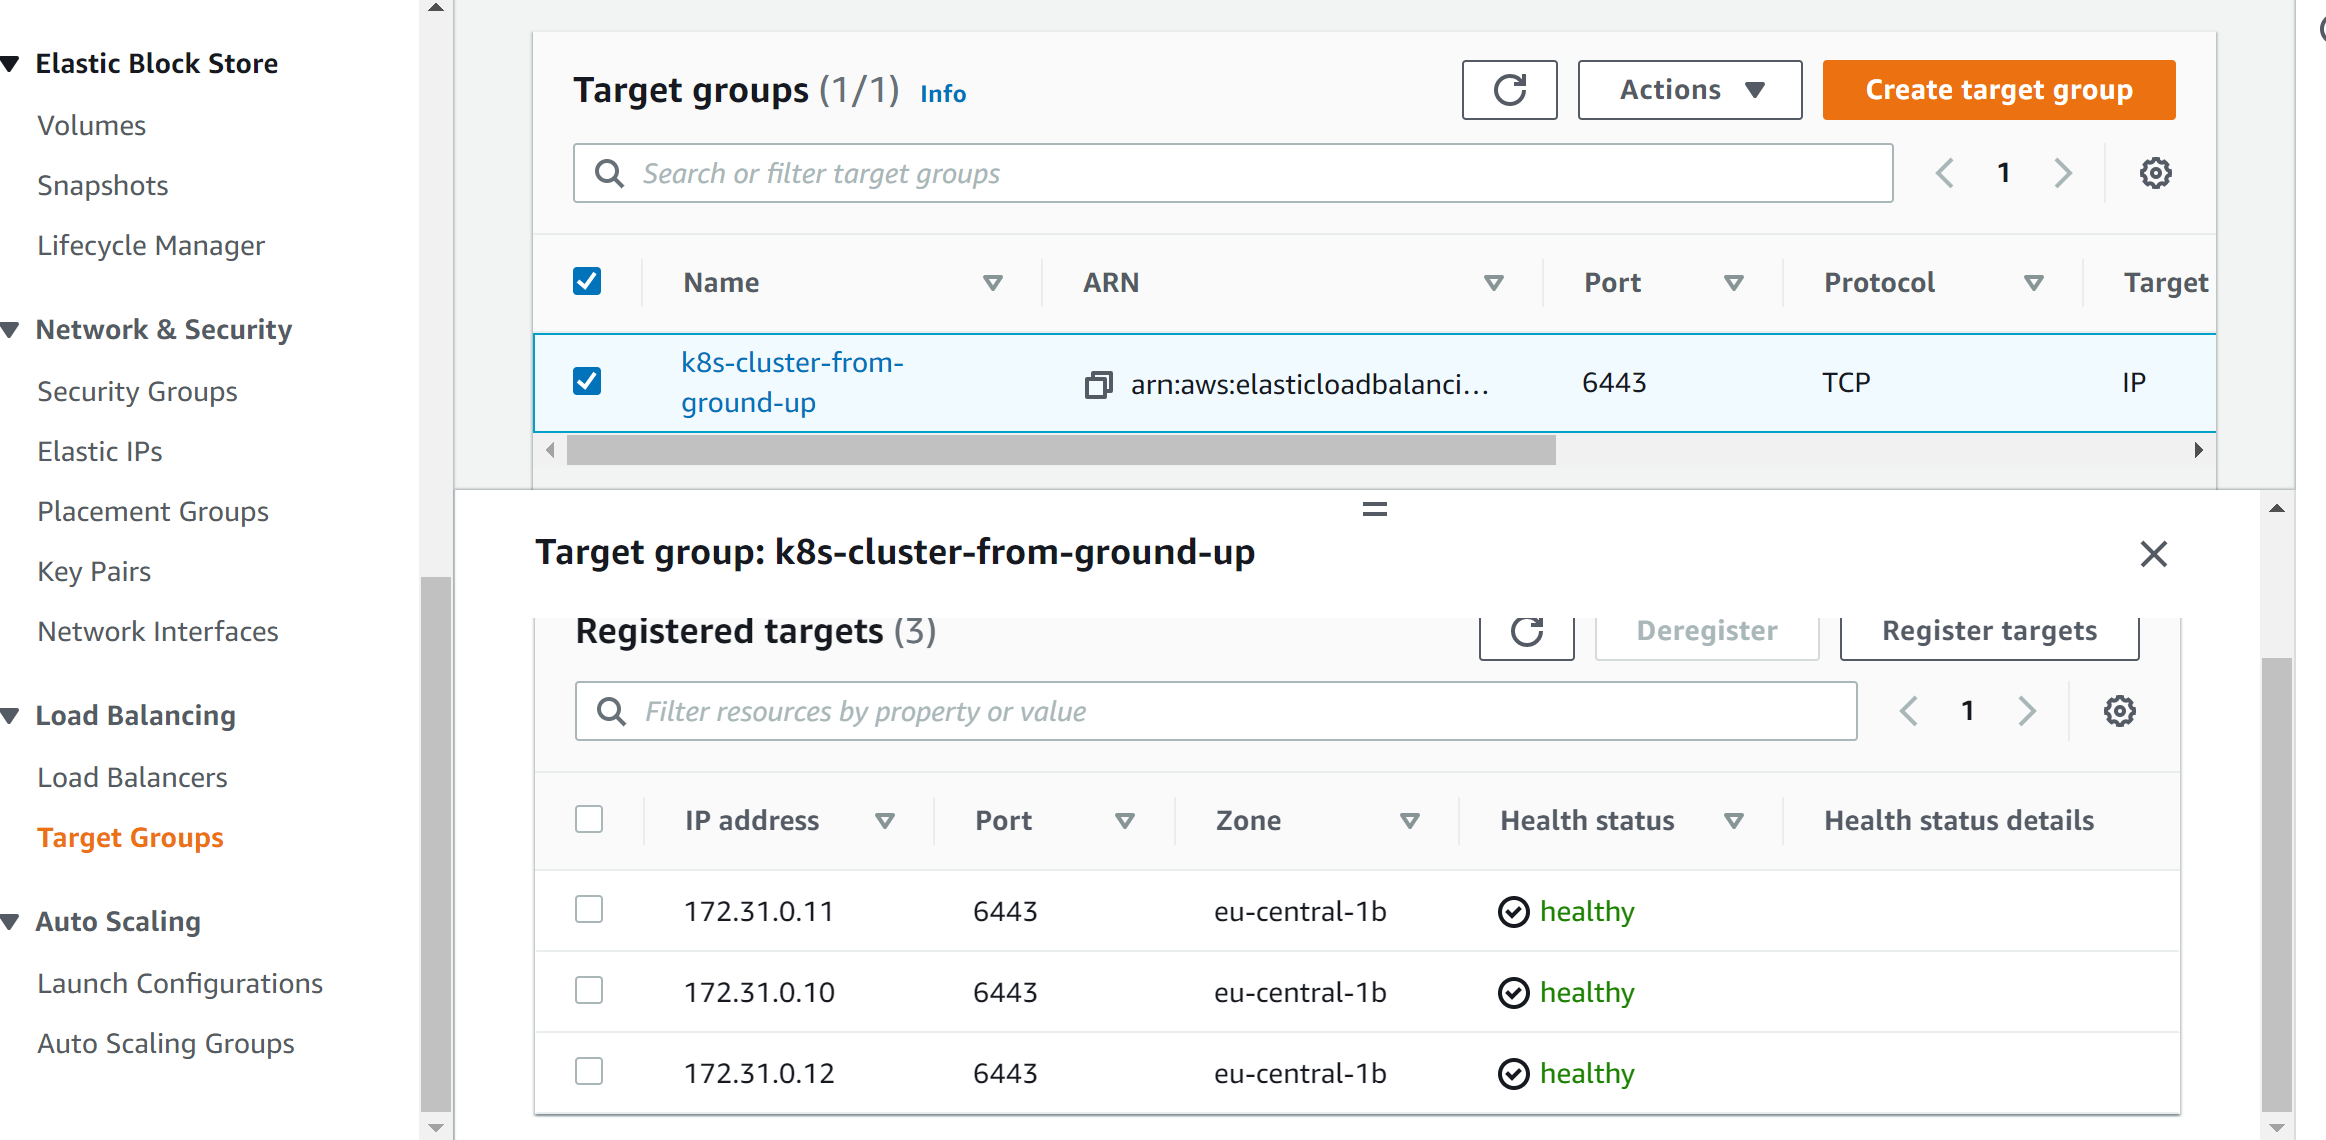 Elastic Block Store
Volumes
Snapshots
Lifecycle Manager
Network & Security
Security Groups
Elastic IPs
Placement Groups
Key Pairs
Network Interfaces
Load Balancing
Load Balancers
Target Groups
Auto Scaling
Launch Configurations
Auto Scaling Groups
Target groups (1/1) Info
Actions
Create target group
Search or filter target groups
1
Name ARN Port Protocol Target
k8s-cluster-from-
ground-up
arn:aws:elasticloadbalanci... 6443 TCP IP
Target group: k8s-cluster-from-ground-up
Registered targets (3)
Deregister
Register targets
Filter resources by property or value
1
IP address Port Zone Health status Health status details
172.31.0.11 6443 eu-central-1b healthy
172.31.0.10 6443 eu-central-1b healthy
172.31.0.12 6443 eu-central-1b healthy